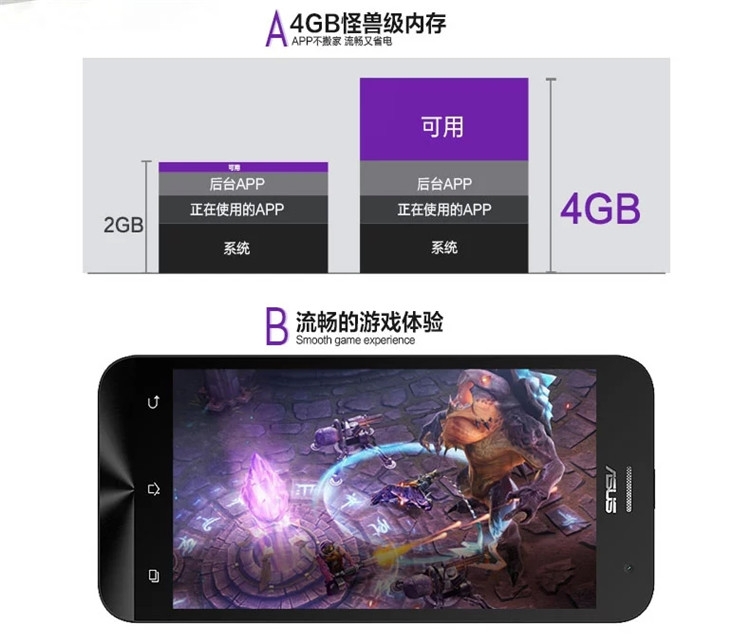 A 4GB怪兽级内存
APP不搬家 流畅又省电
可用
后台APP
正在使用的APP
系统
2GB
可用
后台APP
正在使用的APP
系统
4GB
B 流畅的游戏体验
Smooth game experience
ASUS